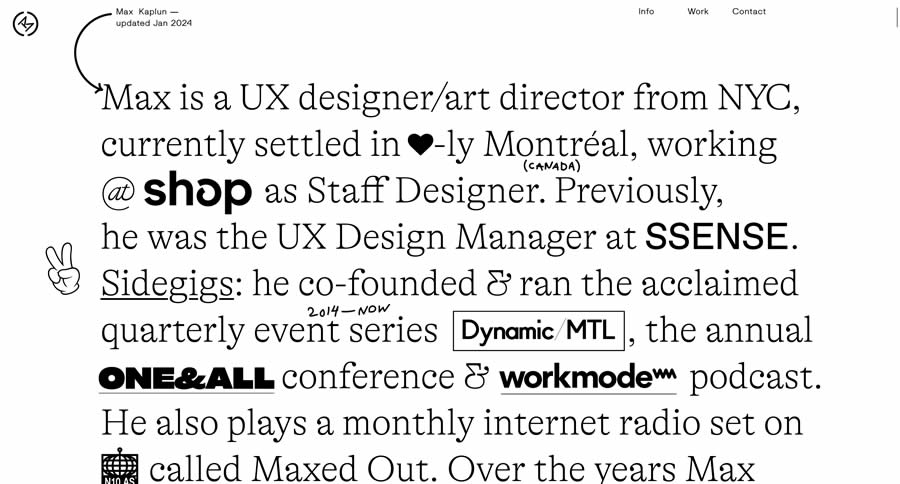 Max Kaplun —
updated Jan 2024
Info Work Contact
Max is a UX designer/art director from NYC,
currently settled in ♥-ly Montréal, working
(CANADA)
@ shop as Staff Designer. Previously,
he was the UX Design Manager at SSENSE.
Sidegigs: he co-founded & ran the acclaimed
2014—NOW
quarterly event series Dynamic/MTL, the annual
ONE&ALL conference & workmode podcast.
He also plays a monthly internet radio set on
N10.AS called Maxed Out. Over the years Max